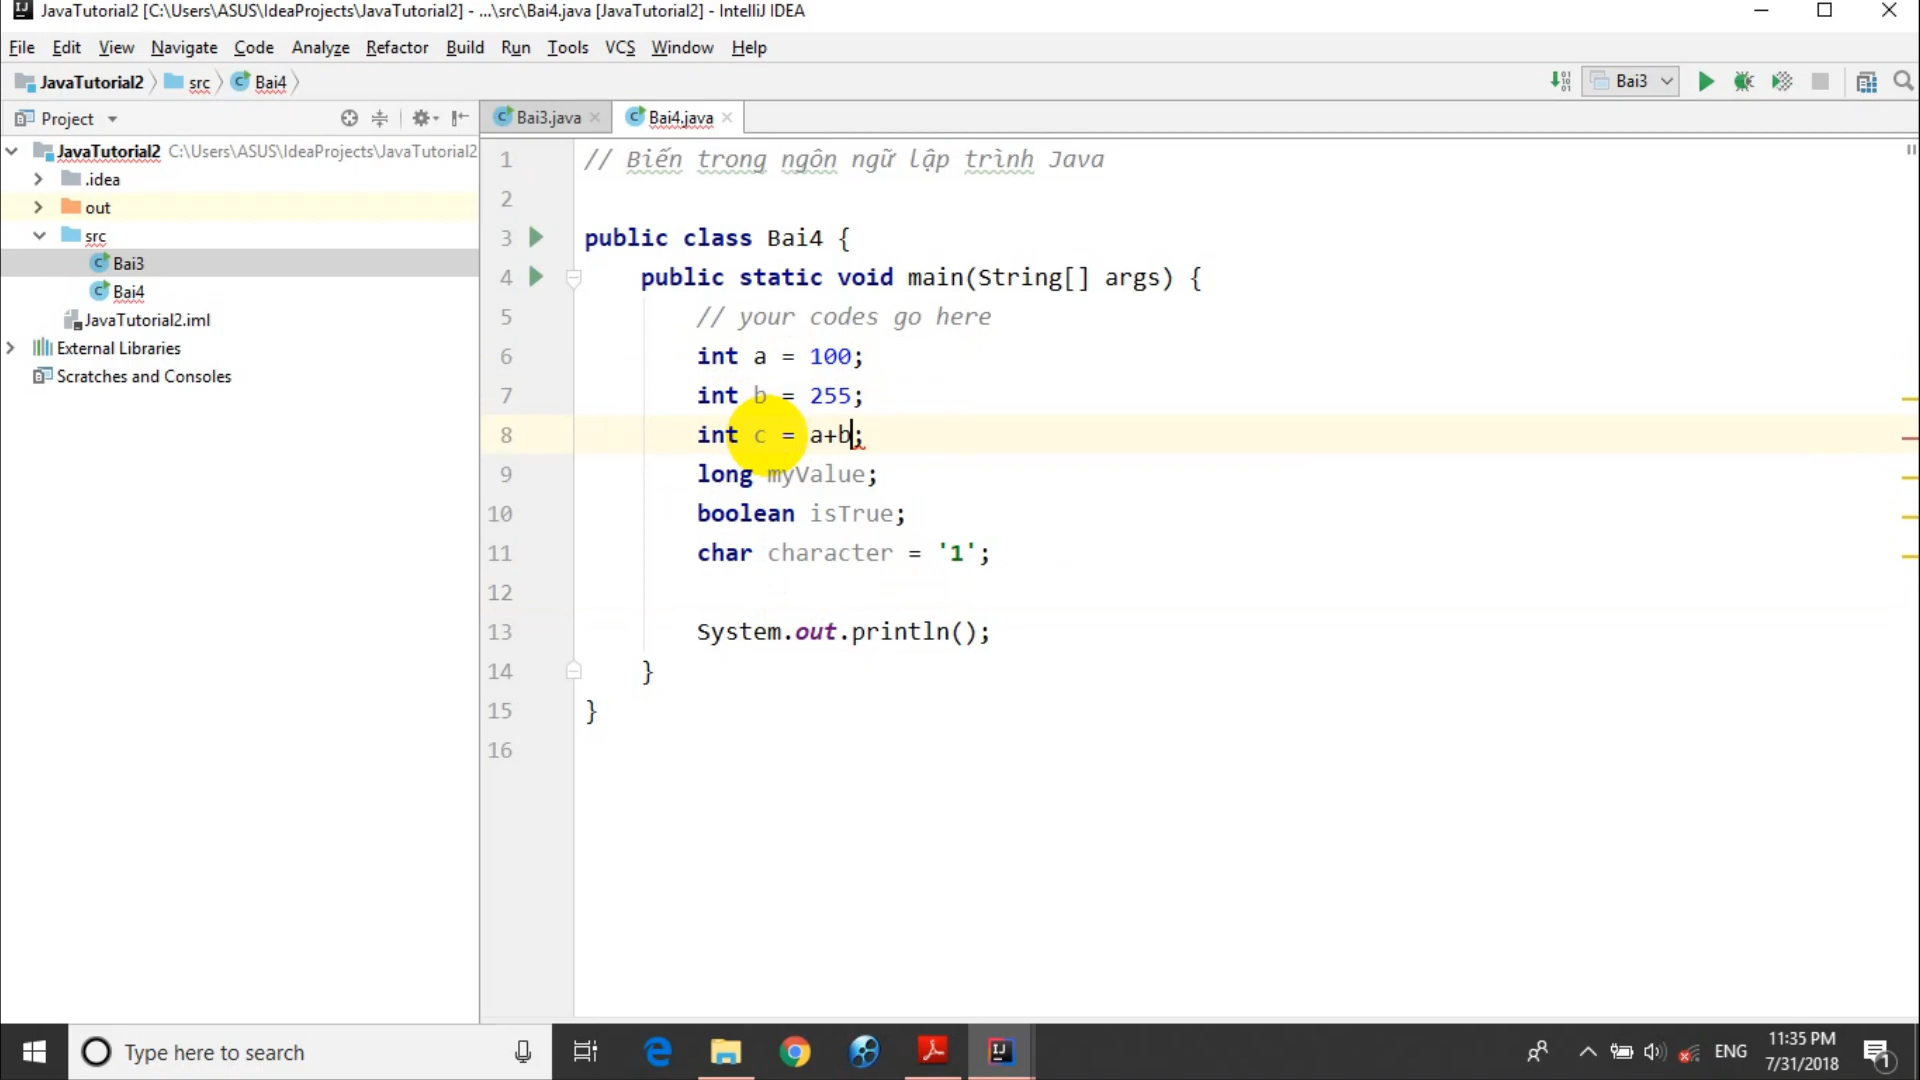 JavaTutorial2 [C:\Users\ASUS\IdeaProjects\JavaTutorial2] - ...\src\Bai4.java [JavaTutorial2] - IntelliJ IDEA
File Edit View Navigate Code Analyze Refactor Build Run Tools VCS Window Help
JavaTutorial2 src Bai4 Bai3
Project Bai3.java Bai4.java
JavaTutorial2 C:\Users\ASUS\IdeaProjects\JavaTutorial2
.idea
out
src
Bai3
Bai4
JavaTutorial2.iml
External Libraries
Scratches and Consoles
1 // Biến trong ngôn ngữ lập trình Java
2
3 public class Bai4 {
4 public static void main(String[] args) {
5 // your codes go here
6 int a = 100;
7 int b = 255;
8 int c = a+b;
9 long myValue;
10 boolean isTrue;
11 char character = '1';
12
13 System.out.println();
14 }
15 }
16
Type here to search
ENG
11:35 PM
7/31/2018
1